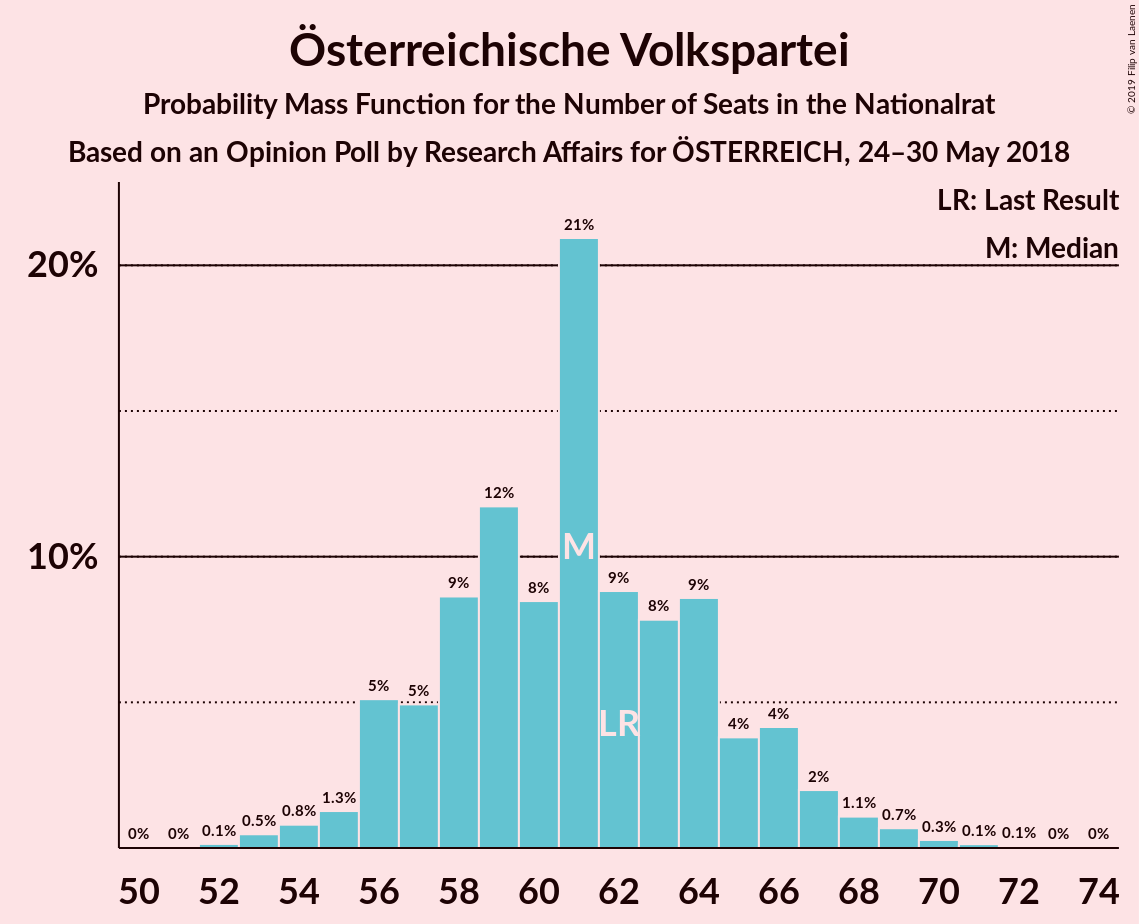 Österreichische Volkspartei
Probability Mass Function for the Number of Seats in the Nationalrat
Based on an Opinion Poll by Research Affairs for ÖSTERREICH, 24–30 May 2018
© 2019 Filip van Laenen
LR: Last Result
M: Median
20%
10%
0% 0% 0.1% 0.5% 0.8% 1.3% 5% 5% 9% 12% 8% 21% 9% 8% 9% 4% 4% 2% 1.1% 0.7% 0.3% 0.1% 0.1% 0% 0%
M
LR
50 52 54 56 58 60 62 64 66 68 70 72 74